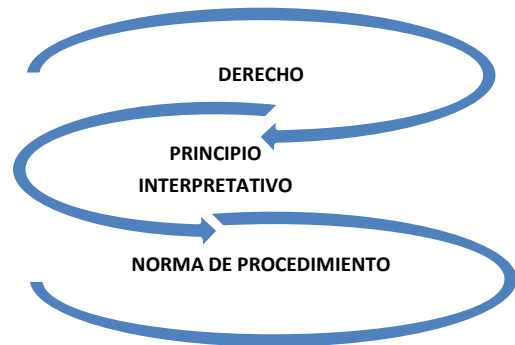 DERECHO
PRINCIPIO
INTERPRETATIVO
NORMA DE PROCEDIMIENTO